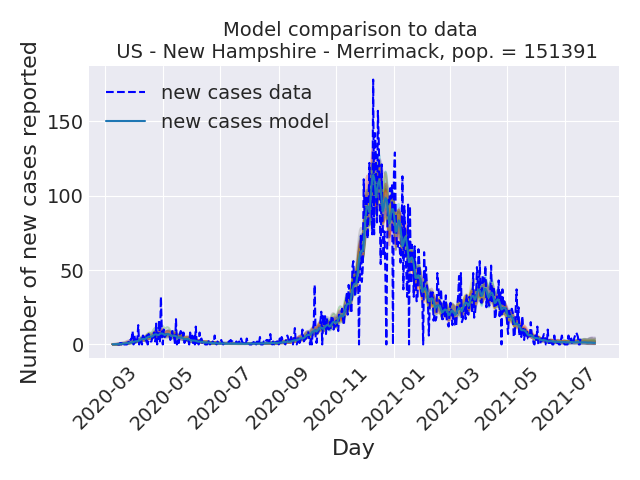 Model comparison to data
US - New Hampshire - Merrimack, pop. = 151391
Number of new cases reported
new cases data
new cases model
150
100
50
0
2020-03
2020-05
2020-07
2020-09
2020-11
2021-01
2021-03
2021-05
2021-07
Day